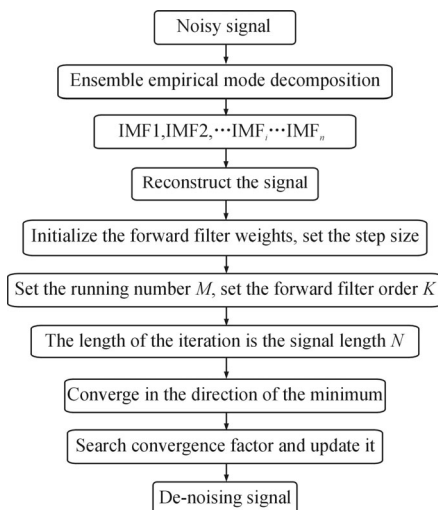 Noisy signal
Ensemble empirical mode decomposition
IMF1,IMF2,⋯IMFᵢ⋯IMFₙ
Reconstruct the signal
Initialize the forward filter weights, set the step size
Set the running number M, set the forward filter order K
The length of the iteration is the signal length N
Converge in the direction of the minimum
Search convergence factor and update it
De-noising signal